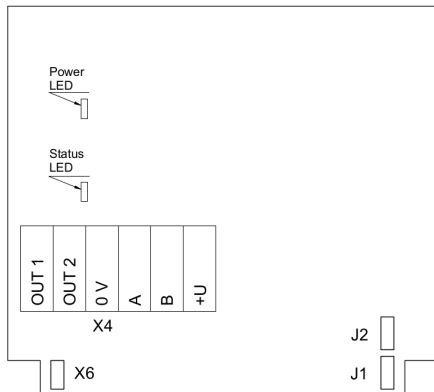 Power
LED
Status
LED
OUT 1
OUT 2
0 V
A
B
+U
X4
J2
X6
J1